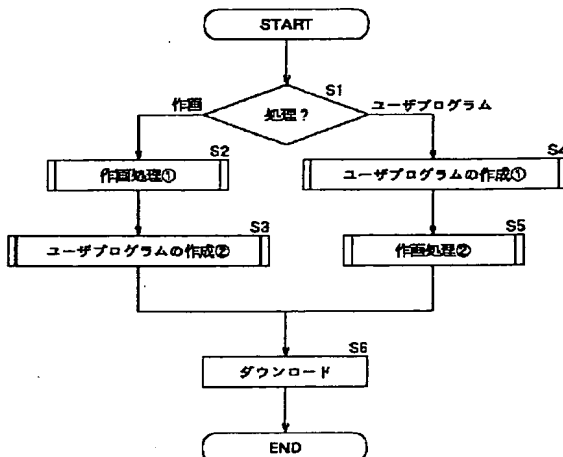 START
S1
処理?
作画
ユーザプログラム
S2
作画処理①
S4
ユーザプログラムの作成①
S3
ユーザプログラムの作成②
S5
作画処理②
S6
ダウンロード
END